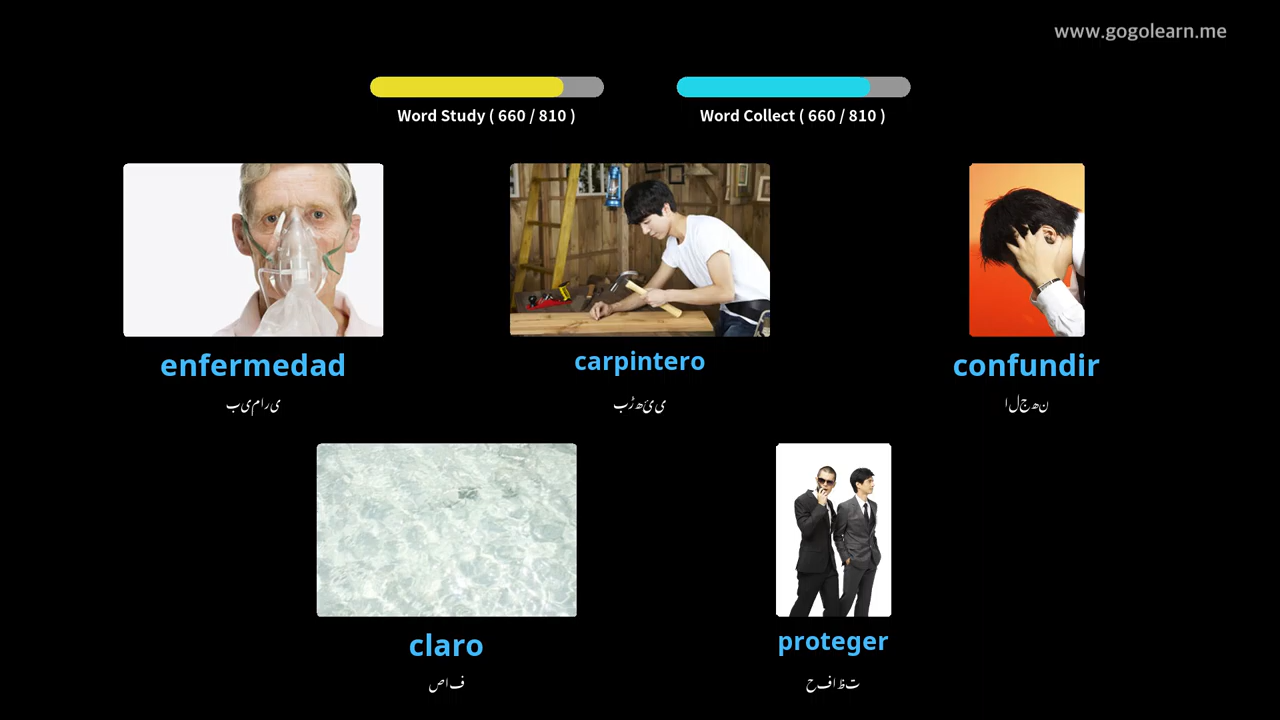 www.gogolearn.me
Word Study ( 660 / 810 )
Word Collect ( 660 / 810 )
enfermedad
بیماری
carpintero
بڑھئی
confundir
الجھن
claro
صاف
proteger
حفاظت